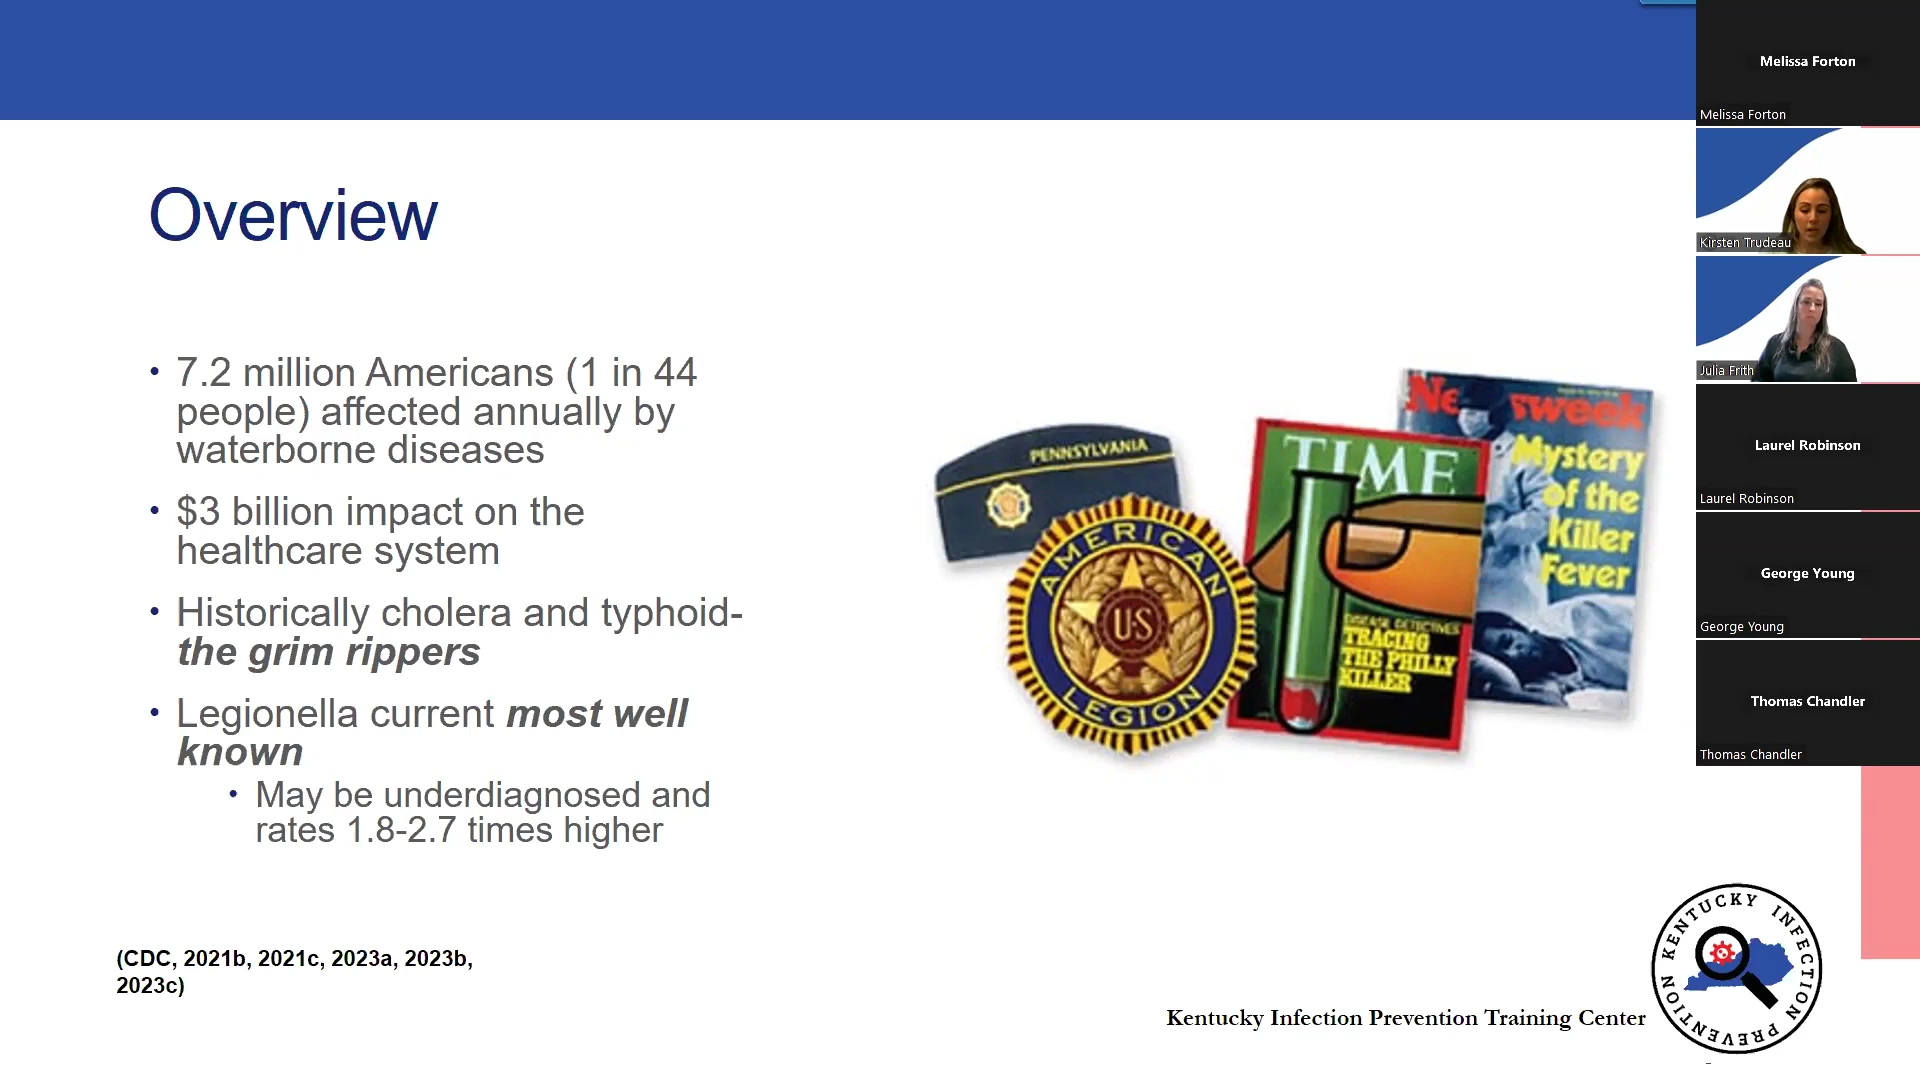 Overview
• 7.2 million Americans (1 in 44
people) affected annually by
waterborne diseases
• $3 billion impact on the
healthcare system
• Historically cholera and typhoid-
the grim rippers
• Legionella current most well
known
• May be underdiagnosed and
rates 1.8-2.7 times higher
(CDC, 2021b, 2021c, 2023a, 2023b,
2023c)
PENNSYLVANIA
AMERICAN
U·S
LEGION
TIME
DISEASE DETECTIVES
TRACING
THE PHILLY
KILLER
Ne sweek
Mystery
of the
Killer
Fever
Kentucky Infection Prevention Training Center
KENTUCKY INFECTION PREVENTION
Melissa Forton
Melissa Forton
Kirsten Trudeau
Julia Frith
Laurel Robinson
Laurel Robinson
George Young
George Young
Thomas Chandler
Thomas Chandler